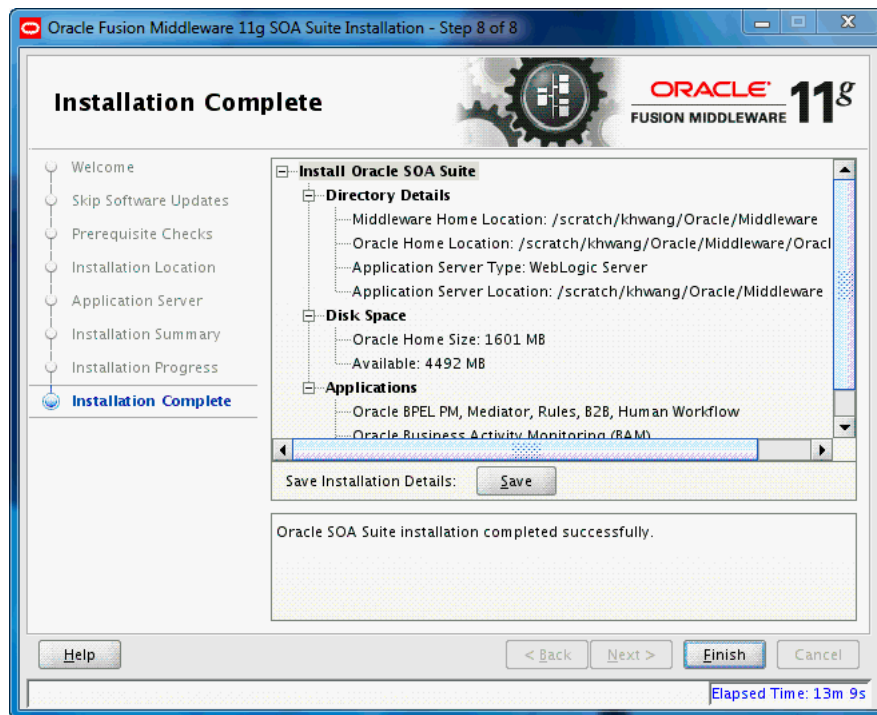 Oracle Fusion Middleware 11g SOA Suite Installation - Step 8 of 8
Installation Complete
ORACLE
FUSION MIDDLEWARE
11g
Welcome
Skip Software Updates
Prerequisite Checks
Installation Location
Application Server
Installation Summary
Installation Progress
Installation Complete
Install Oracle SOA Suite
Directory Details
Middleware Home Location: /scratch/khwang/Oracle/Middleware
Oracle Home Location: /scratch/khwang/Oracle/Middleware/Oracl
Application Server Type: WebLogic Server
Application Server Location: /scratch/khwang/Oracle/Middleware
Disk Space
Oracle Home Size: 1601 MB
Available: 4492 MB
Applications
Oracle BPEL PM, Mediator, Rules, B2B, Human Workflow
Oracle Business Activity Monitoring (BAM)
Save Installation Details: Save
Oracle SOA Suite installation completed successfully.
Help < Back Next > Finish Cancel
Elapsed Time: 13m 9s